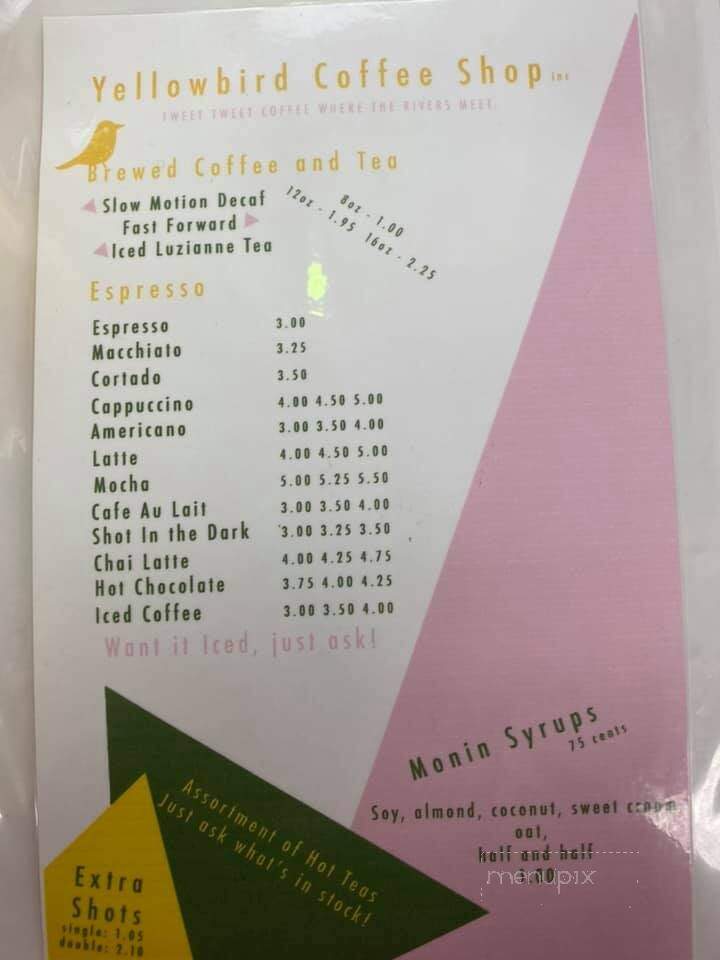 Yellowbird Coffee Shop inc
TWEET TWEET COFFEE WHERE THE RIVERS MEET.
Brewed Coffee and Tea
Slow Motion Decaf
Fast Forward
Iced Luzianne Tea
8oz - 1.00
12oz - 1.95 16oz - 2.25
Espresso
Espresso 3.00
Macchiato 3.25
Cortado 3.50
Cappuccino 4.00 4.50 5.00
Americano 3.00 3.50 4.00
Latte 4.00 4.50 5.00
Mocha 5.00 5.25 5.50
Cafe Au Lait 3.00 3.50 4.00
Shot In the Dark 3.00 3.25 3.50
Chai Latte 4.00 4.25 4.75
Hot Chocolate 3.75 4.00 4.25
Iced Coffee 3.00 3.50 4.00
Want it Iced, just ask!
Monin Syrups
75 cents
Soy, almond, coconut, sweet cream
oat,
half and half
menupix
Assortment of Hot Teas
Just ask what's in stock!
Extra
Shots
single: 1.05
double: 2.10